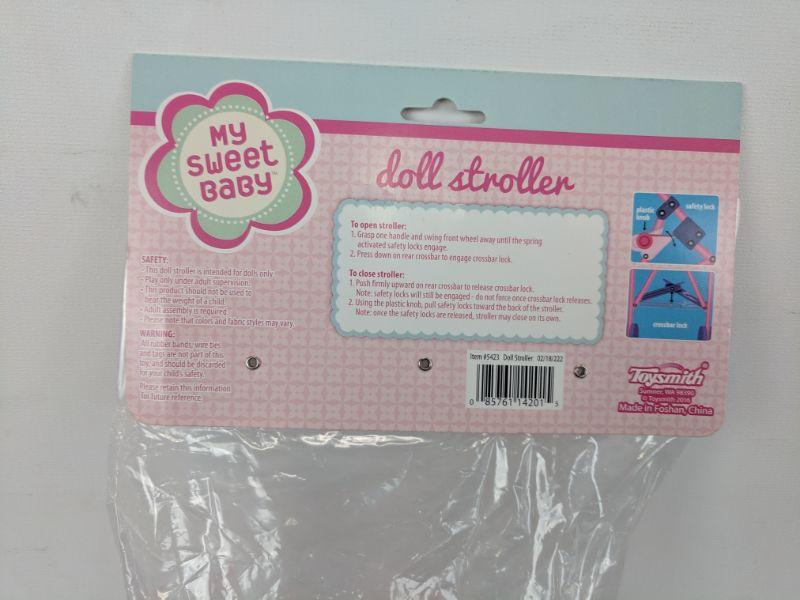 My
Sweet
Baby™
doll stroller
To open stroller:
1. Grasp one handle and swing front wheel away until the spring
activated safety locks engage.
2. Press down on rear crossbar to engage crossbar lock.
To close stroller:
1. Push firmly upward on rear crossbar to release crossbar lock.
Note: safety locks will still be engaged - do not force once crossbar lock releases.
2. Using the plastic knob, pull safety locks toward the back of the stroller.
Note: once the safety locks are released, stroller may close on its own.
plastic
knob
safety lock
crossbar lock
SAFETY:
- This doll stroller is intended for dolls only.
- Play only under adult supervision.
- This product should not be used to
bear the weight of a child.
- Adult assembly is required.
- Please note that colors and fabric styles may vary.
WARNING:
All rubber bands, wire ties
and tags are not part of this
toy, and should be discarded
for your child's safety.
Please retain this information
for future reference.
Item #5423 Doll Stroller 02/18/222
0 85761 14201 5
Toysmith
Sumner, WA 98390
© Toysmith 2016
Made in Foshan, China